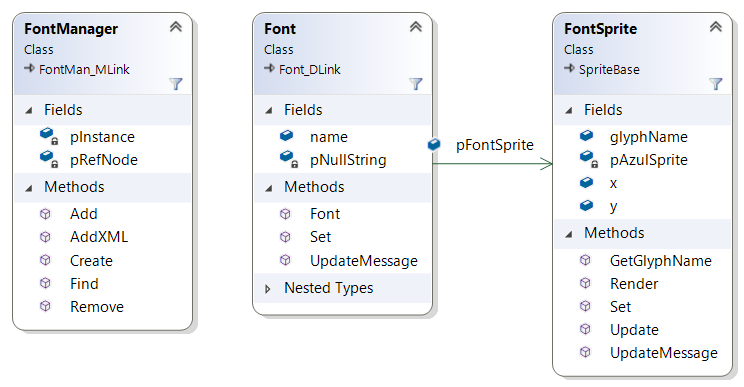 FontManager
Class
FontMan_MLink
Fields
pInstance
pRefNode
Methods
Add
AddXML
Create
Find
Remove
Font
Class
Font_DLink
Fields
name
pNullString
Methods
Font
Set
UpdateMessage
Nested Types
pFontSprite
FontSprite
Class
SpriteBase
Fields
glyphName
pAzulSprite
x
y
Methods
GetGlyphName
Render
Set
Update
UpdateMessage